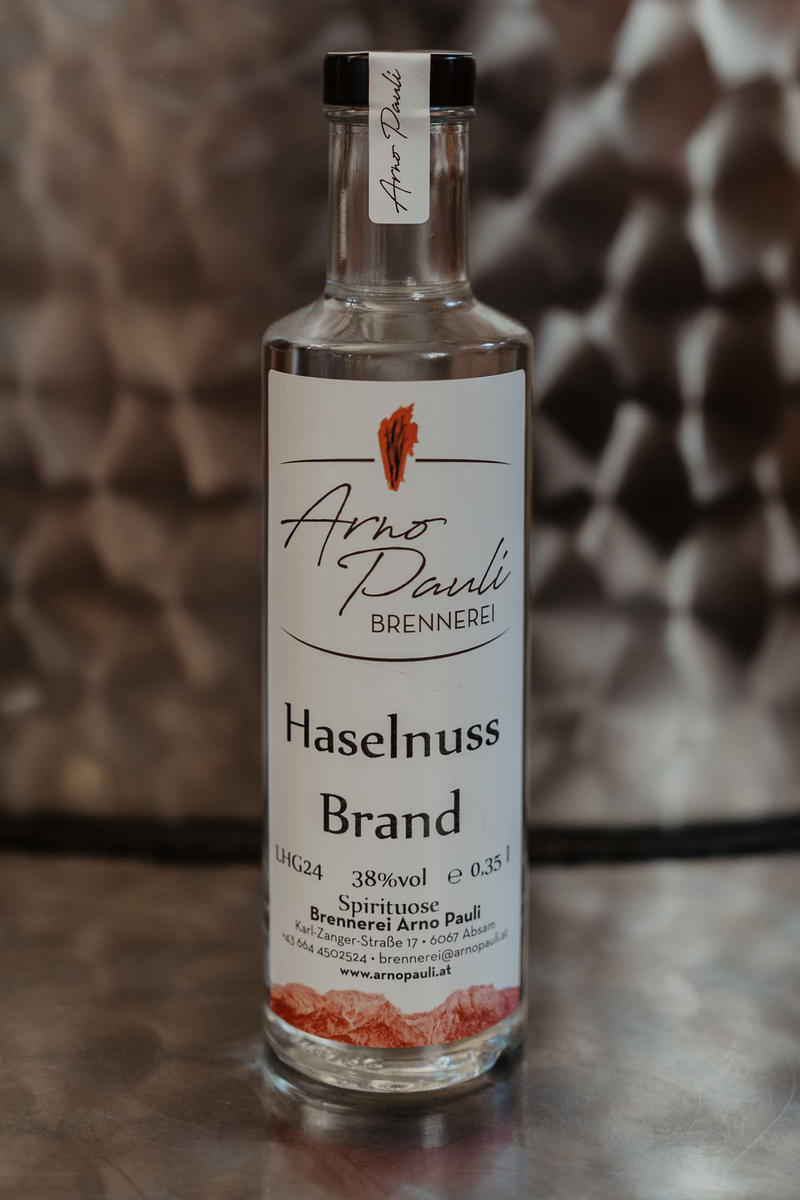 Arno Pauli
Arno
Pauli
BRENNEREI
Haselnuss
Brand
LHG24 38%vol ℮ 0,35 l
Spirituose
Brennerei Arno Pauli
Karl-Zanger-Straße 17 • 6067 Absam
+43 664 4502524 • brennerei@arnopauli.at
www.arnopauli.at